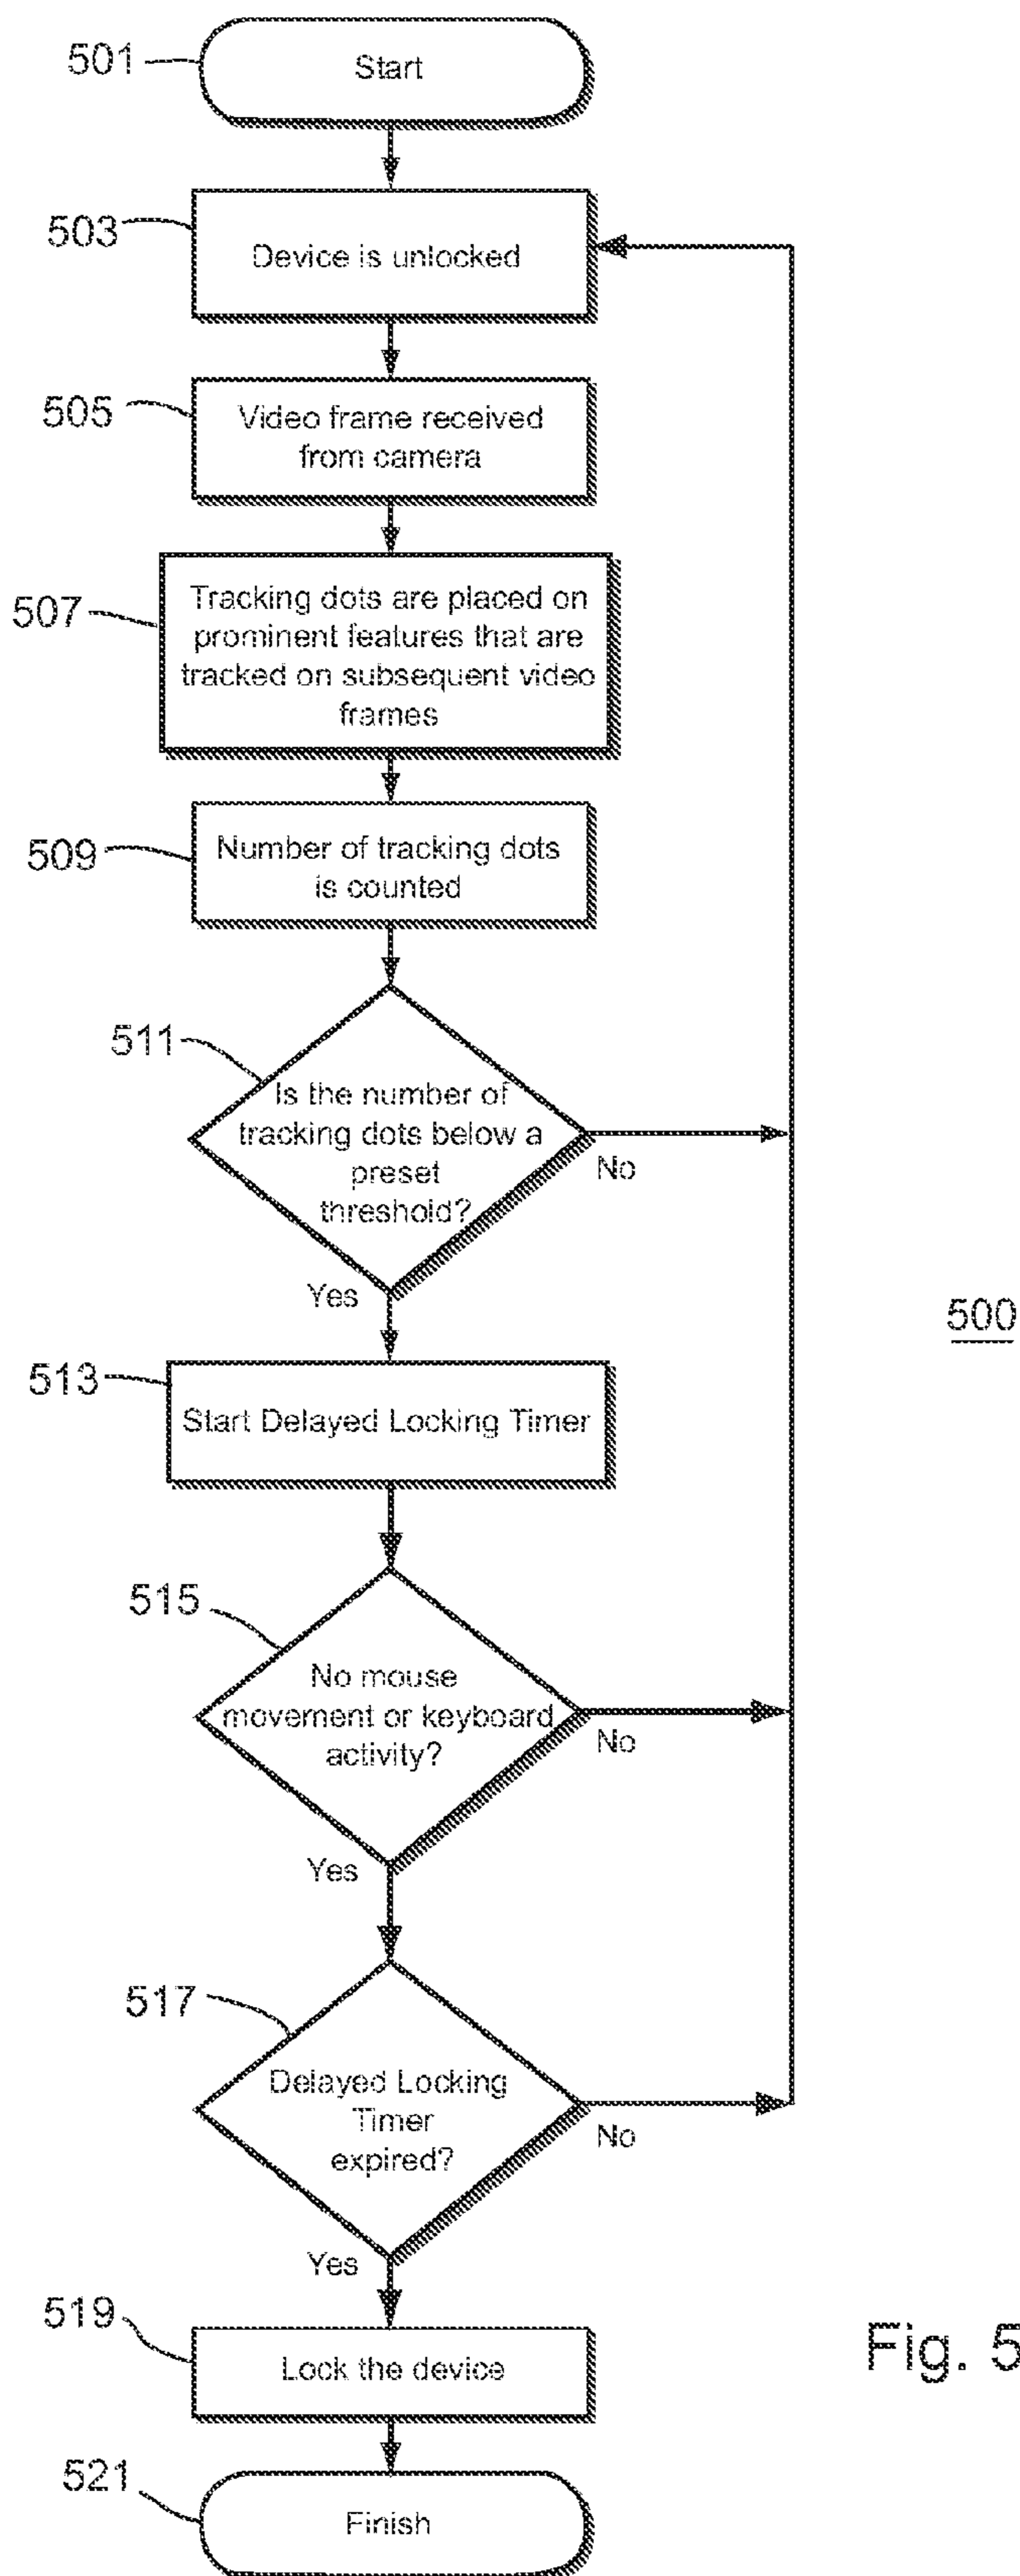 501
Start
503
Device is unlocked
505
Video frame received
from camera
507
Tracking dots are placed on
prominent features that are
tracked on subsequent video
frames
509
Number of tracking dots
is counted
511
Is the number of
tracking dots below a
preset
threshold?
No
Yes
500
513
Start Delayed Locking Timer
515
No mouse
movement or keyboard
activity?
No
Yes
517
Delayed Locking
Timer
expired?
No
Yes
519
Lock the device
Fig. 5
521
Finish